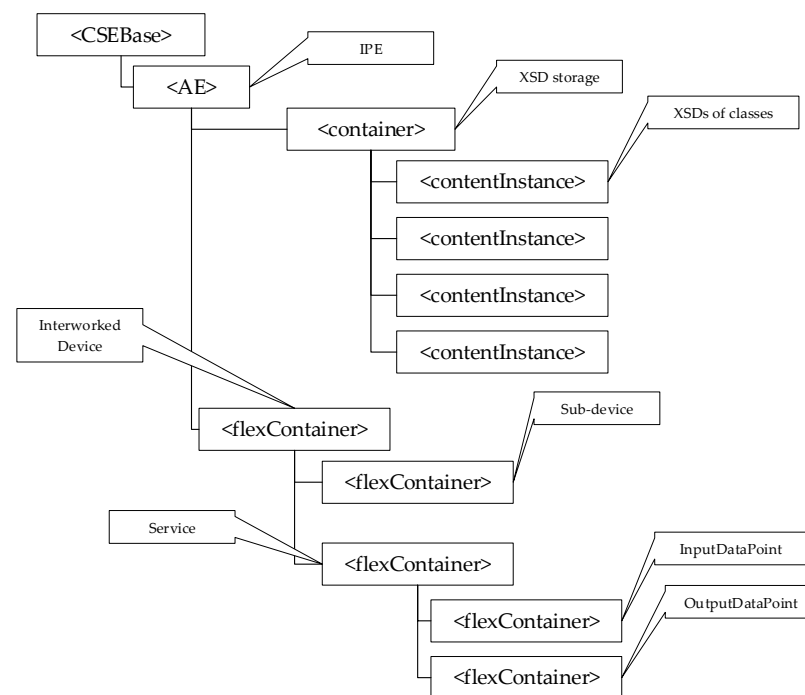 <CSEBase>
IPE
<AE>
XSD storage
<container>
XSDs of classes
<contentInstance>
<contentInstance>
<contentInstance>
Interworked
Device
<contentInstance>
Sub-device
<flexContainer>
<flexContainer>
Service
<flexContainer>
InputDataPoint
<flexContainer>
OutputDataPoint
<flexContainer>